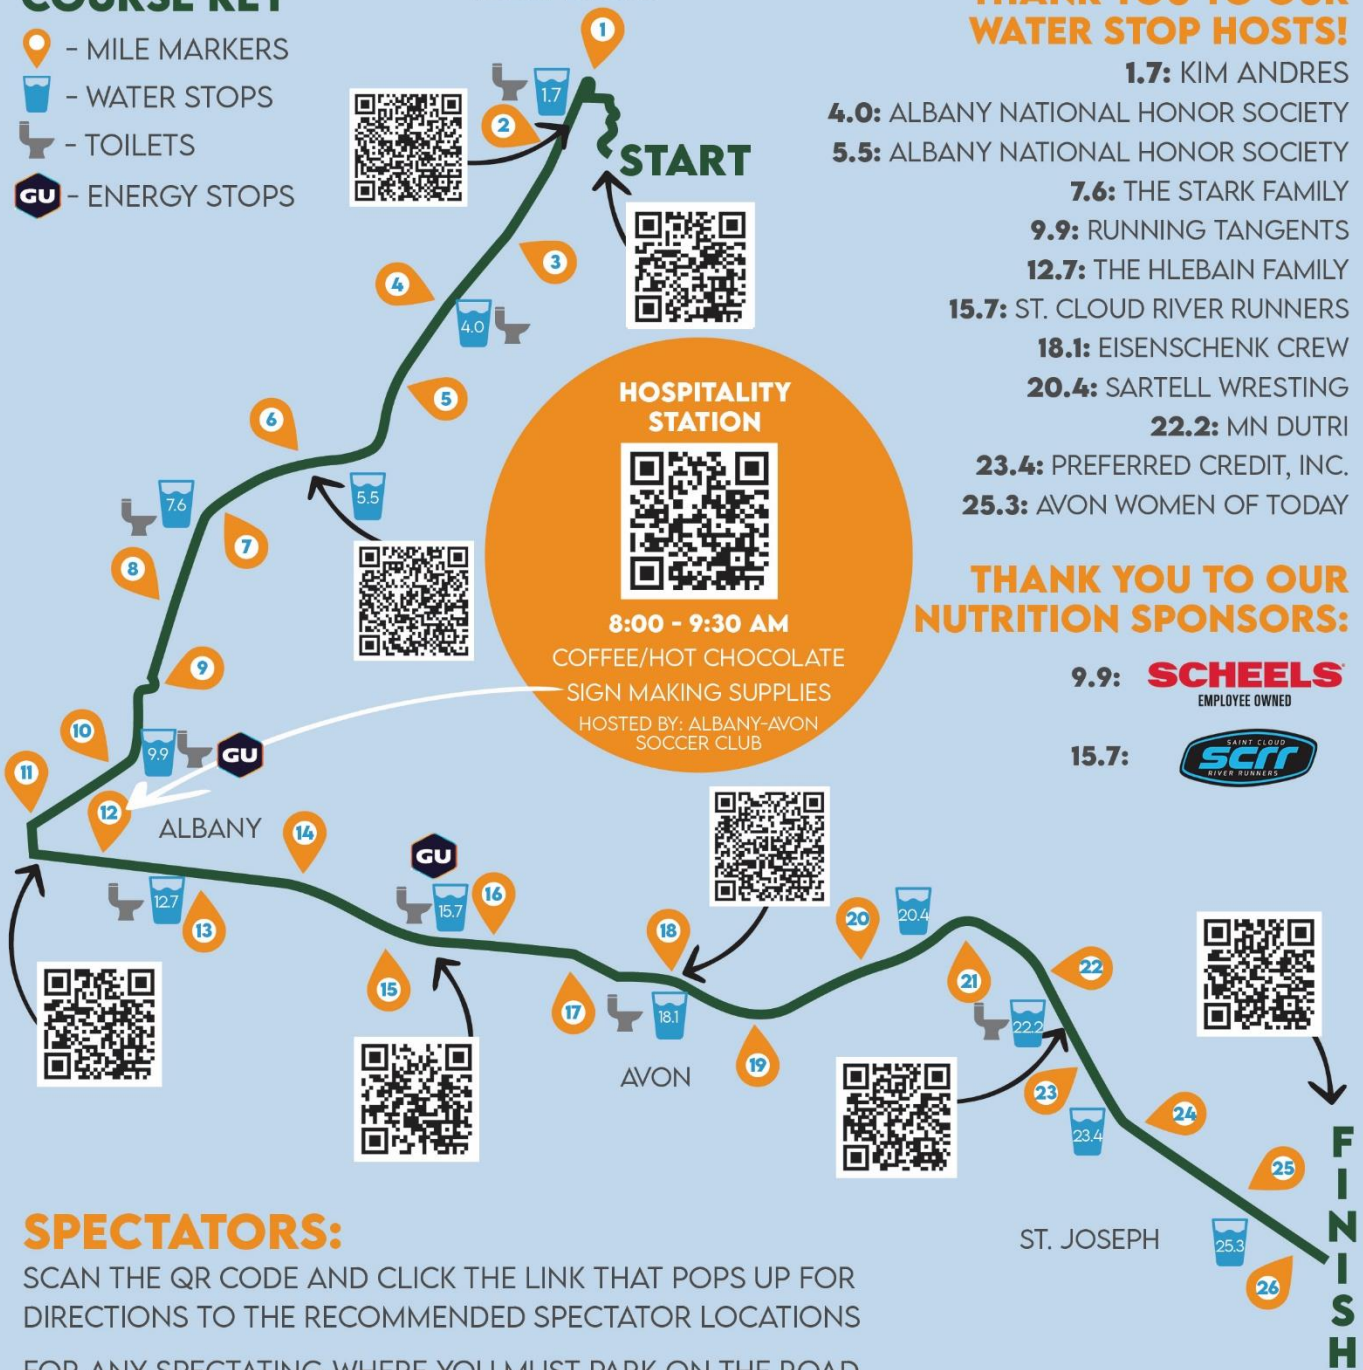 COURSE KEY
- MILE MARKERS
- WATER STOPS
- TOILETS
GU - ENERGY STOPS
THANK YOU TO OUR
WATER STOP HOSTS!
1.7: KIM ANDRES
4.0: ALBANY NATIONAL HONOR SOCIETY
5.5: ALBANY NATIONAL HONOR SOCIETY
7.6: THE STARK FAMILY
9.9: RUNNING TANGENTS
12.7: THE HLEBAIN FAMILY
15.7: ST. CLOUD RIVER RUNNERS
18.1: EISENSCHENK CREW
20.4: SARTELL WRESTING
22.2: MN DUTRI
23.4: PREFERRED CREDIT, INC.
25.3: AVON WOMEN OF TODAY
THANK YOU TO OUR
NUTRITION SPONSORS:
9.9: SCHEELS
EMPLOYEE OWNED
15.7:
SAINT CLOUD
SCRR
RIVER RUNNERS
START
1
1.7
2
3
4
4.0
5
6
5.5
7.6
7
8
9
10
9.9
GU
11
12
ALBANY
12.7
13
14
GU
15.7
15
16
17
18
18.1
AVON
19
20
20.4
21
22
22.2
23
23.4
24
25
ST. JOSEPH
25.3
26
FINISH
HOSPITALITY
STATION
8:00 - 9:30 AM
COFFEE/HOT CHOCOLATE
SIGN MAKING SUPPLIES
HOSTED BY: ALBANY-AVON
SOCCER CLUB
SPECTATORS:
SCAN THE QR CODE AND CLICK THE LINK THAT POPS UP FOR
DIRECTIONS TO THE RECOMMENDED SPECTATOR LOCATIONS
FOR ANY SPECTATING WHERE YOU MUST PARK ON THE ROAD